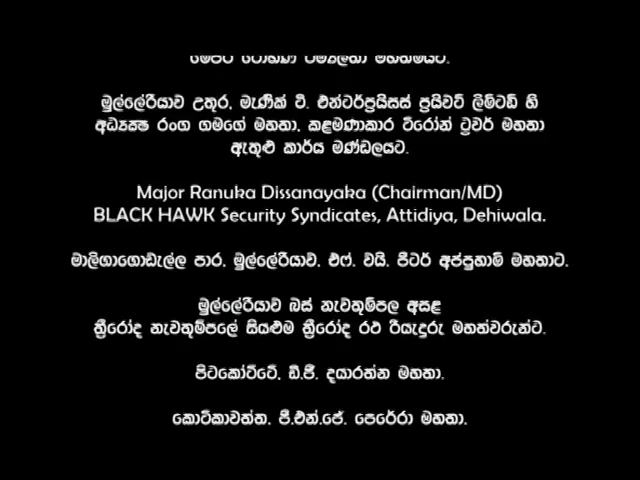 මුල්ලේරියාව උතුර, මැණික් ටී. එන්ටර්ප්‍රයිසස් ප්‍රයිවට් ලිමිටඩ් හි
අධ්‍යක්ෂ රංග ගමගේ මහතා, කළමණාකාර ටිරෝන් ට්‍රවර් මහතා
ඇතුළු කාර්ය මණ්ඩලයට.
Major Ranuka Dissanayaka (Chairman/MD)
BLACK HAWK Security Syndicates, Attidiya, Dehiwala.
මාලිගාගොඩැල්ල පාර, මුල්ලේරියාව, එෆ්. වයි. පීටර් අප්පුහාමි මහතාට.
මුල්ලේරියාව බස් නැවතුම්පල අසළ
ත්‍රීරෝද නැවතුම්පලේ සියළුම ත්‍රීරෝද රථ රියැදුරු මහත්වරුන්ට.
පිටකෝට්ටේ, ඩී.ජී. දයාරත්න මහතා.
කොටිකාවත්ත, පී.එන්.ජේ. පෙරේරා මහතා.